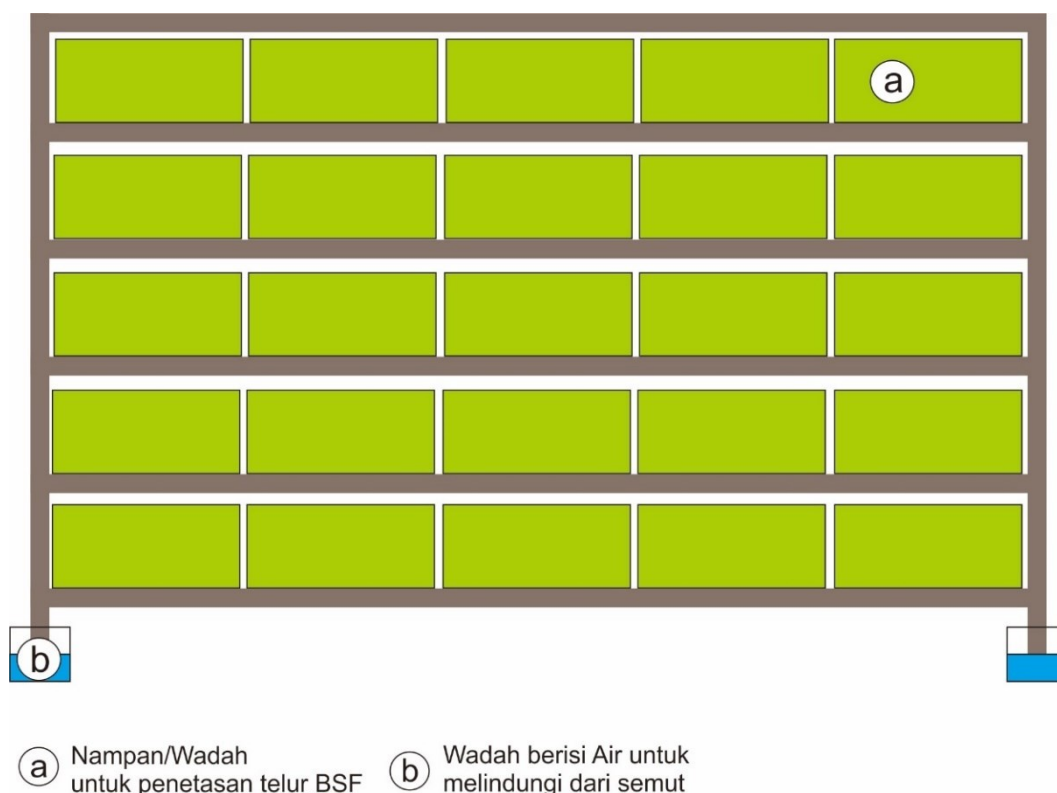 a
b
a Nampan/Wadah
untuk penetasan telur BSF
b Wadah berisi Air untuk
melindungi dari semut